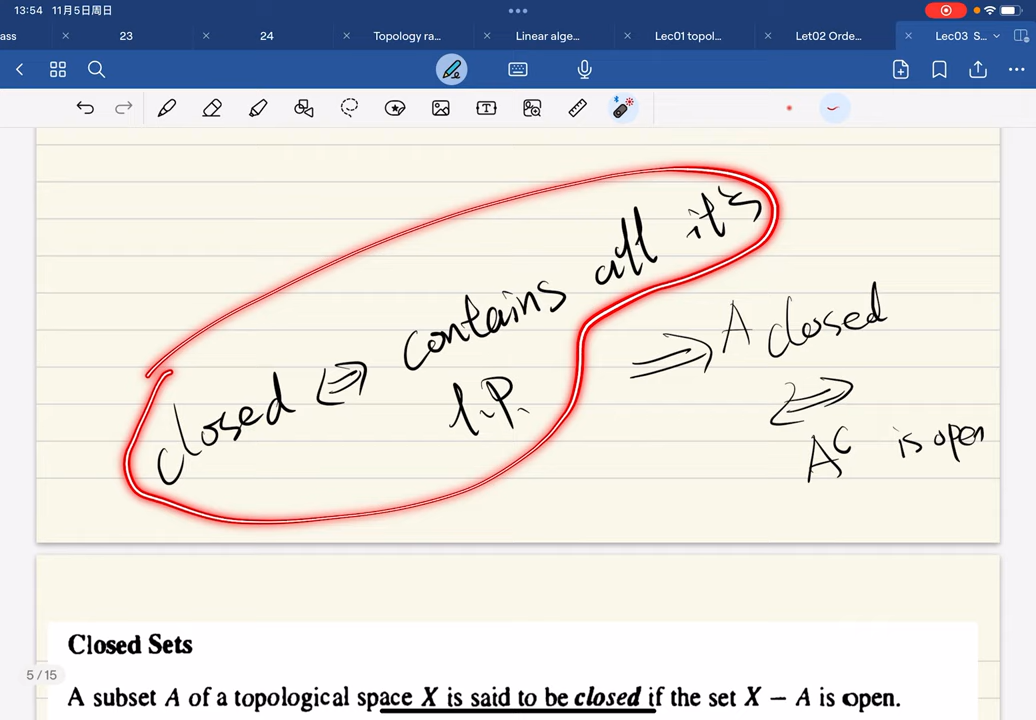 13:54 11月5日周日
ass
23
24
Topology ra...
Linear alge...
Lec01 topol...
Let02 Orde...
Lec03 S...
closed ⇔ contains all it's
l.P.
⇒ A closed
⇔
A^C is open
Closed Sets
5 / 15
A subset A of a topological space X is said to be closed if the set X − A is open.